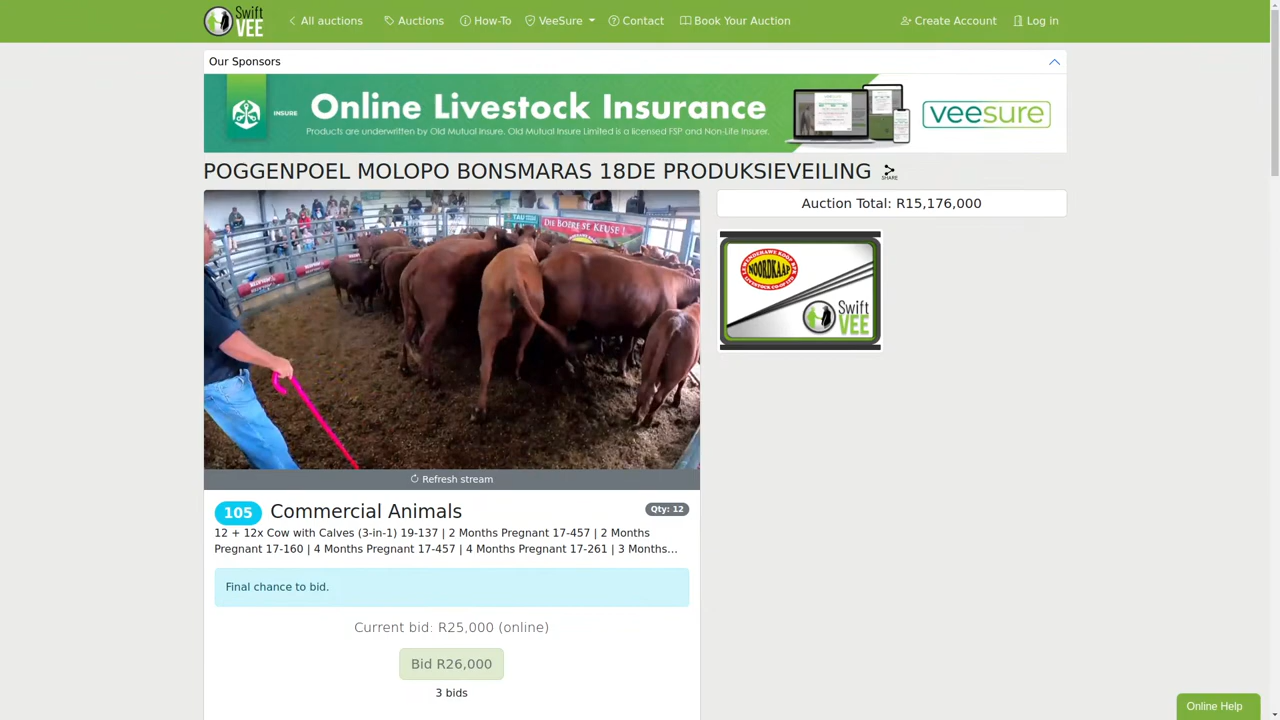 Swift
VEE
All auctions
Auctions
How-To
VeeSure
Contact
Book Your Auction
Create Account
Log in
Our Sponsors
INSURE
Online Livestock Insurance
Products are underwritten by Old Mutual Insure. Old Mutual Insure Limited is a licensed FSP and Non-Life Insurer.
veesure
POGGENPOEL MOLOPO BONSMARAS 18DE PRODUKSIEVEILING
SHARE
Auction Total: R15,176,000
TAU
DIE BOERE SE KEUSE!
NOORDKAAP
Swift
VEE
Refresh stream
105
Commercial Animals
Qty: 12
12 + 12x Cow with Calves (3-in-1) 19-137 | 2 Months Pregnant 17-457 | 2 Months
Pregnant 17-160 | 4 Months Pregnant 17-457 | 4 Months Pregnant 17-261 | 3 Months...
Final chance to bid.
Current bid: R25,000 (online)
Bid R26,000
3 bids
Online Help